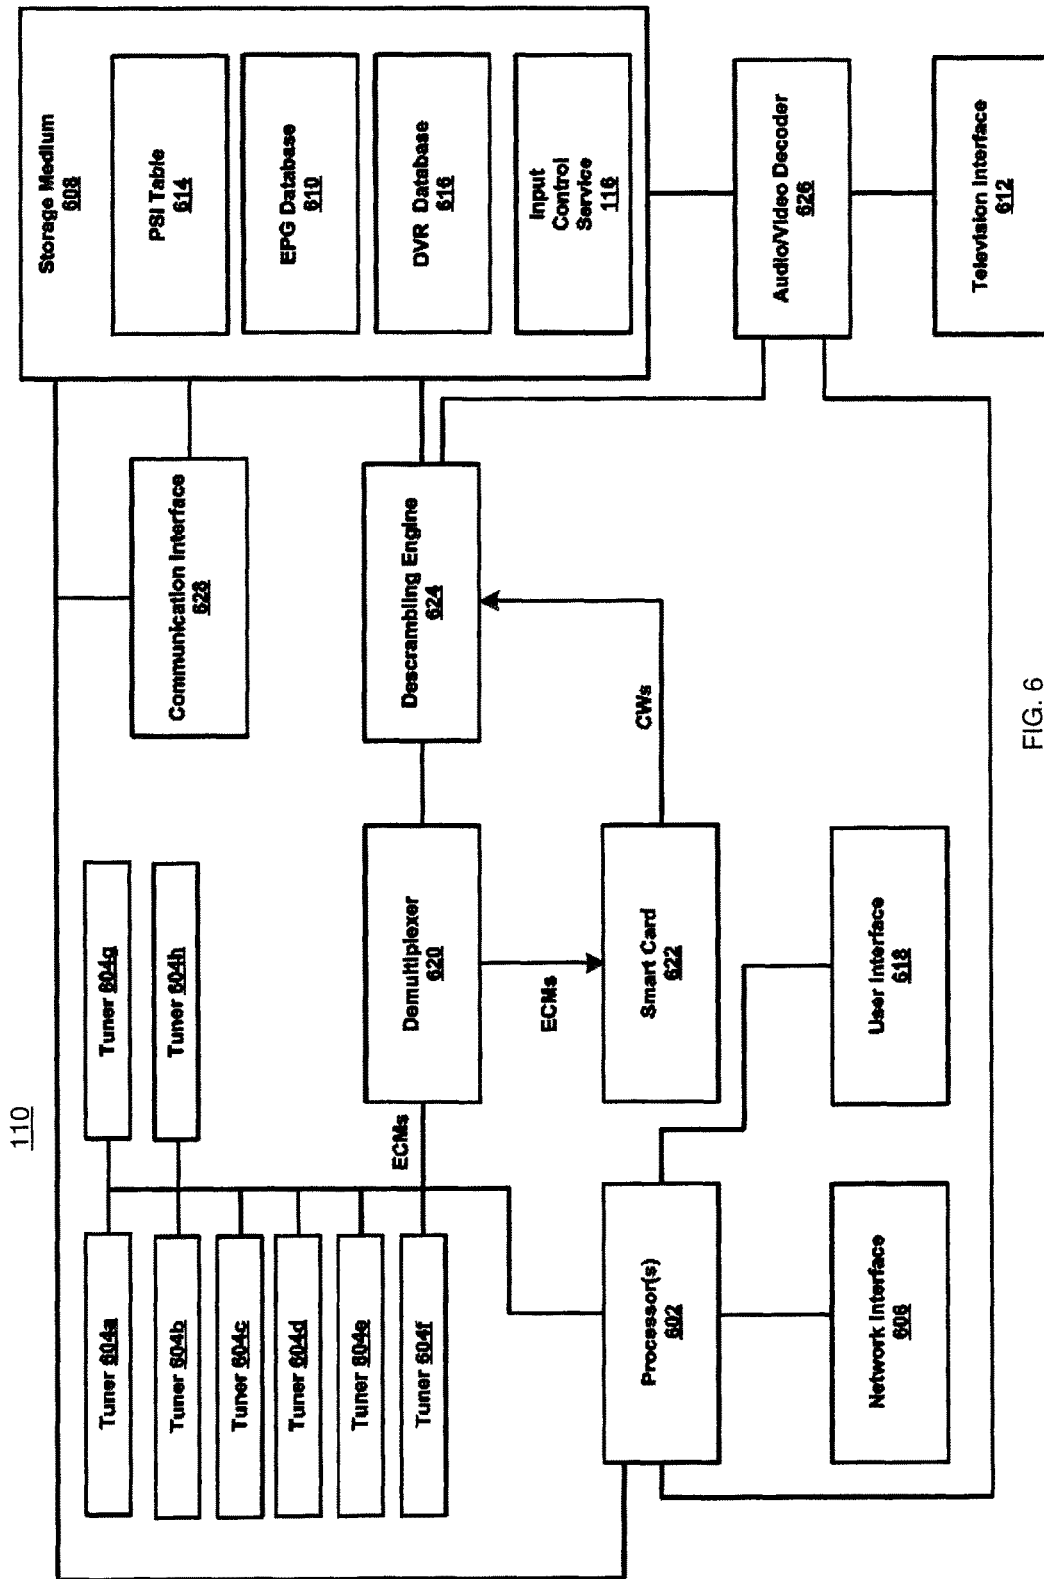 110
Tuner 604a
Tuner 604b
Tuner 604c
Tuner 604d
Tuner 604e
Tuner 604f
Tuner 604g
Tuner 604h
Communication Interface
628
Storage Medium
608
PSI Table
614
EPG Database
610
DVR Database
616
Input
Control
Service
116
ECMs
Demultiplexer
620
Descrambling Engine
624
ECMs
CWs
Processor(s)
602
Smart Card
622
Audio/Video Decoder
626
Network Interface
606
User Interface
618
Television Interface
612
FIG. 6